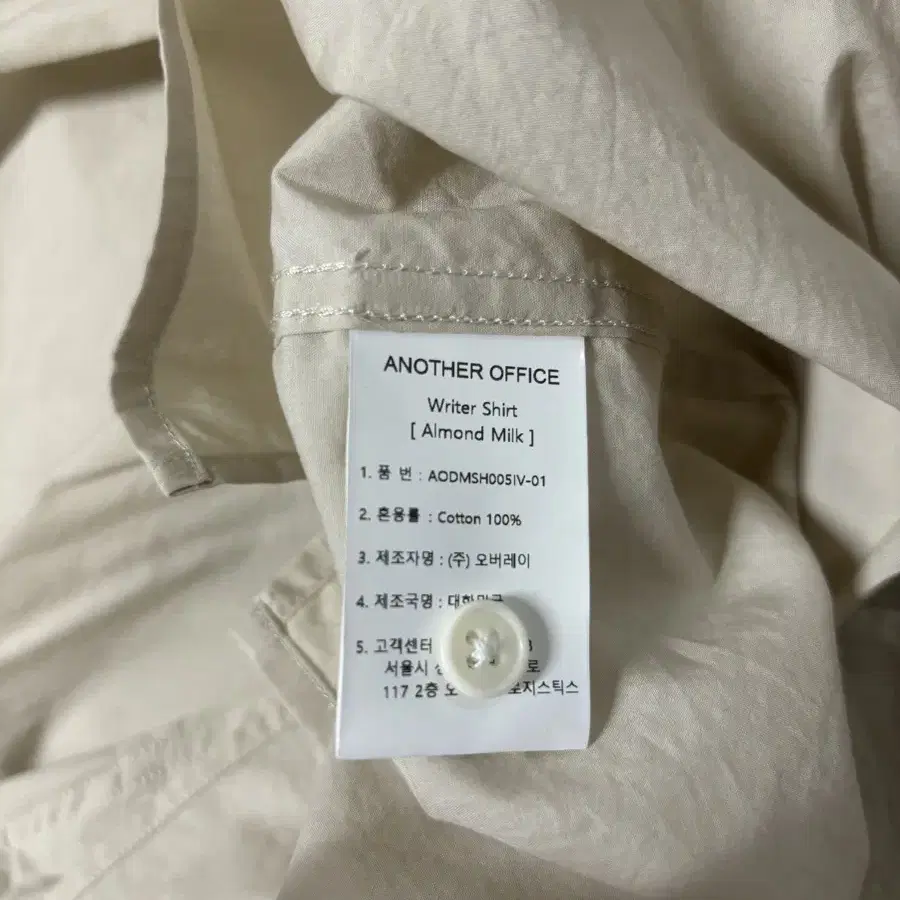 ANOTHER OFFICE
Writer Shirt
[ Almond Milk ]
1. 품 번 : AODMSH005IV-01
2. 혼용률 : Cotton 100%
3. 제조자명 : (주) 오버레이
4. 제조국명 :
5. 고객센터
서울시
117 2층